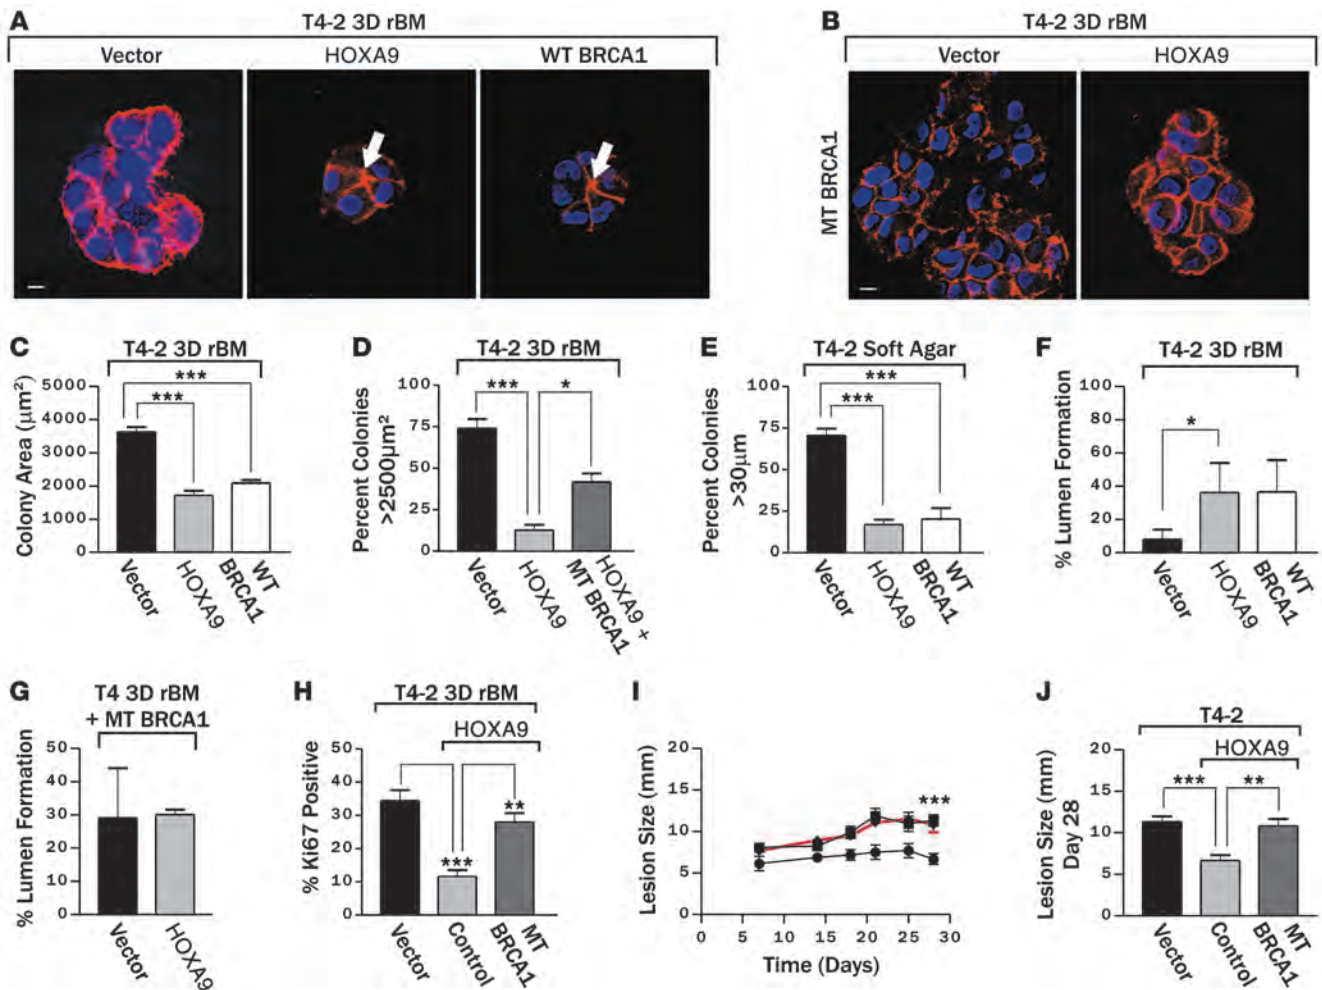 A
T4-2 3D rBM
Vector
HOXA9
WT BRCA1
B
T4-2 3D rBM
Vector
HOXA9
MT BRCA1
C
T4-2 3D rBM
Colony Area (μm²)
5000
4000
3000
2000
1000
0
***
***
Vector
HOXA9
WT
BRCA1
D
T4-2 3D rBM
Percent Colonies
>2500μm²
100
75
50
25
0
***
*
Vector
HOXA9
HOXA9 +
MT BRCA1
E
T4-2 Soft Agar
Percent Colonies
>30μm
100
75
50
25
0
***
***
Vector
HOXA9
WT
BRCA1
F
T4-2 3D rBM
% Lumen Formation
100
80
60
40
20
0
*
Vector
HOXA9
WT
BRCA1
G
T4 3D rBM
+ MT BRCA1
% Lumen Formation
50
40
30
20
10
0
Vector
HOXA9
H
T4-2 3D rBM
HOXA9
% Ki67 Positive
50
40
30
20
10
0
***
**
Vector
Control
MT
BRCA1
I
Lesion Size (mm)
20
15
10
5
0
***
0 5 10 15 20 25 30
Time (Days)
J
T4-2
HOXA9
Lesion Size (mm)
Day 28
20
15
10
5
0
***
**
Vector
Control
MT
BRCA1